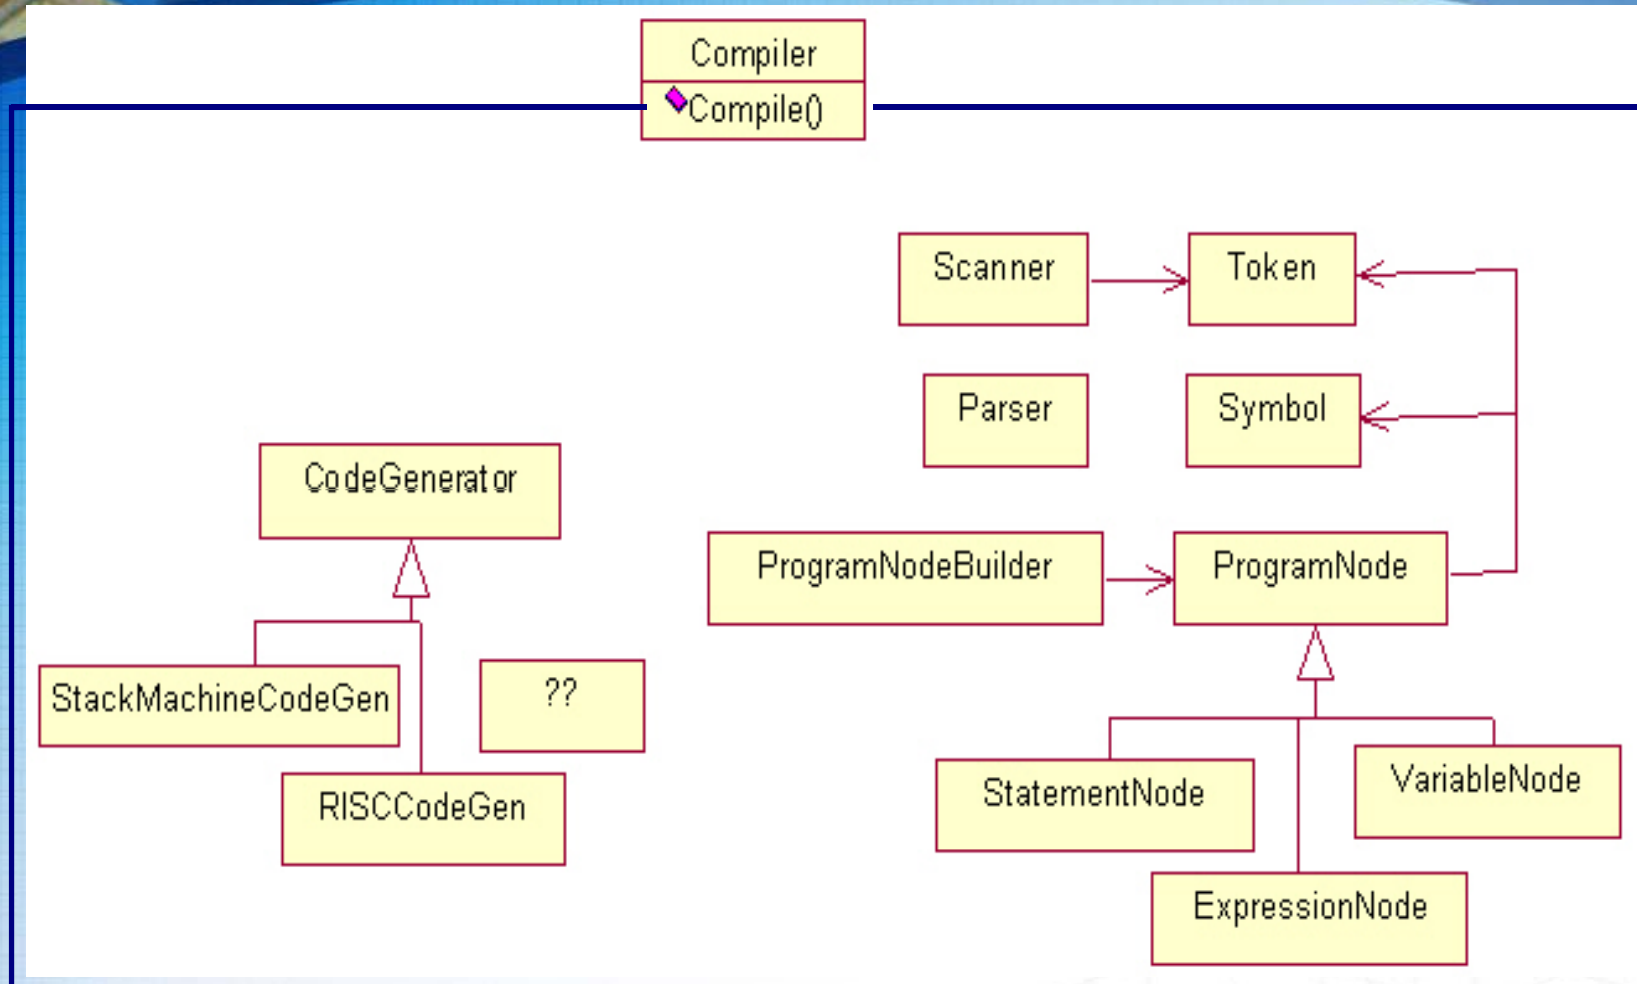 Compiler
Compile()
Scanner
Token
Parser
Symbol
CodeGenerator
ProgramNodeBuilder
ProgramNode
StackMachineCodeGen
??
RISCCodeGen
StatementNode
VariableNode
ExpressionNode